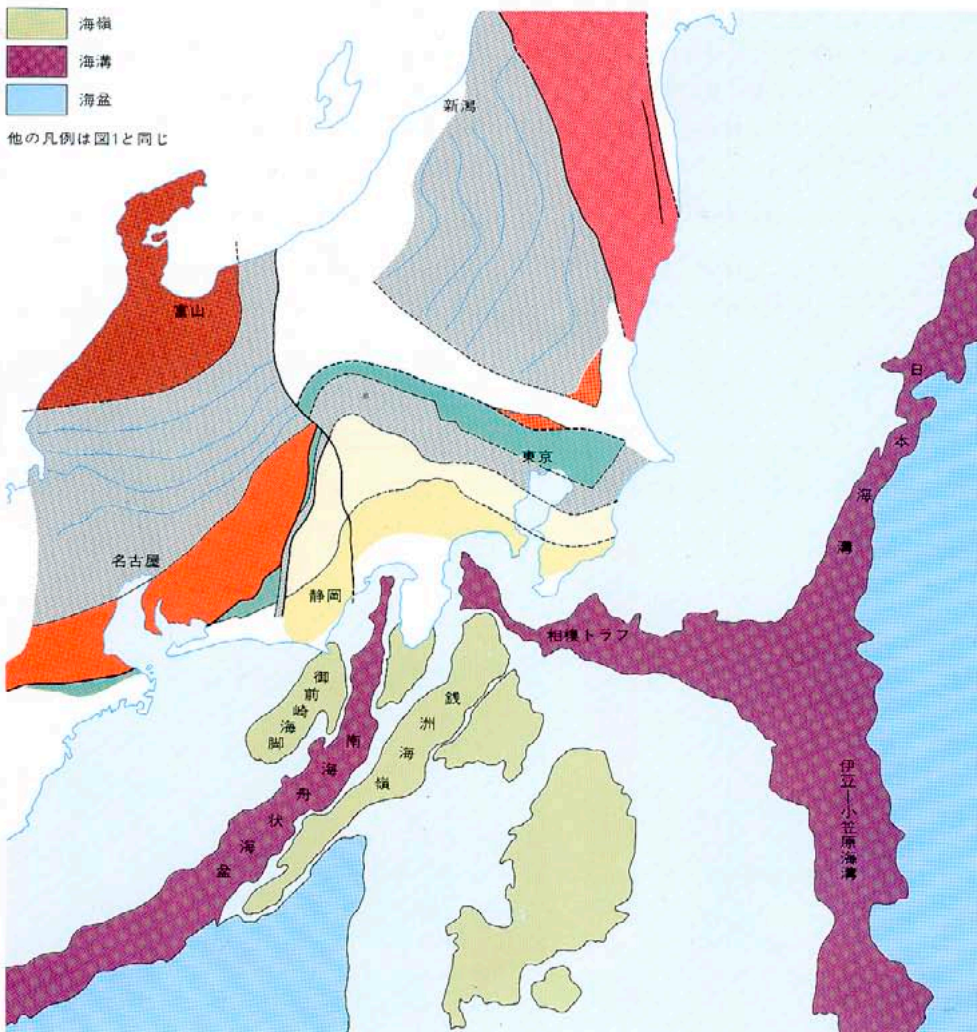 海嶺
海溝
海盆
他の凡例は図1と同じ
新潟
富山
日本海溝
東京
名古屋
静岡
相模トラフ
御前崎海脚
銭洲海嶺
南海舟状海盆
伊豆ー小笠原海溝